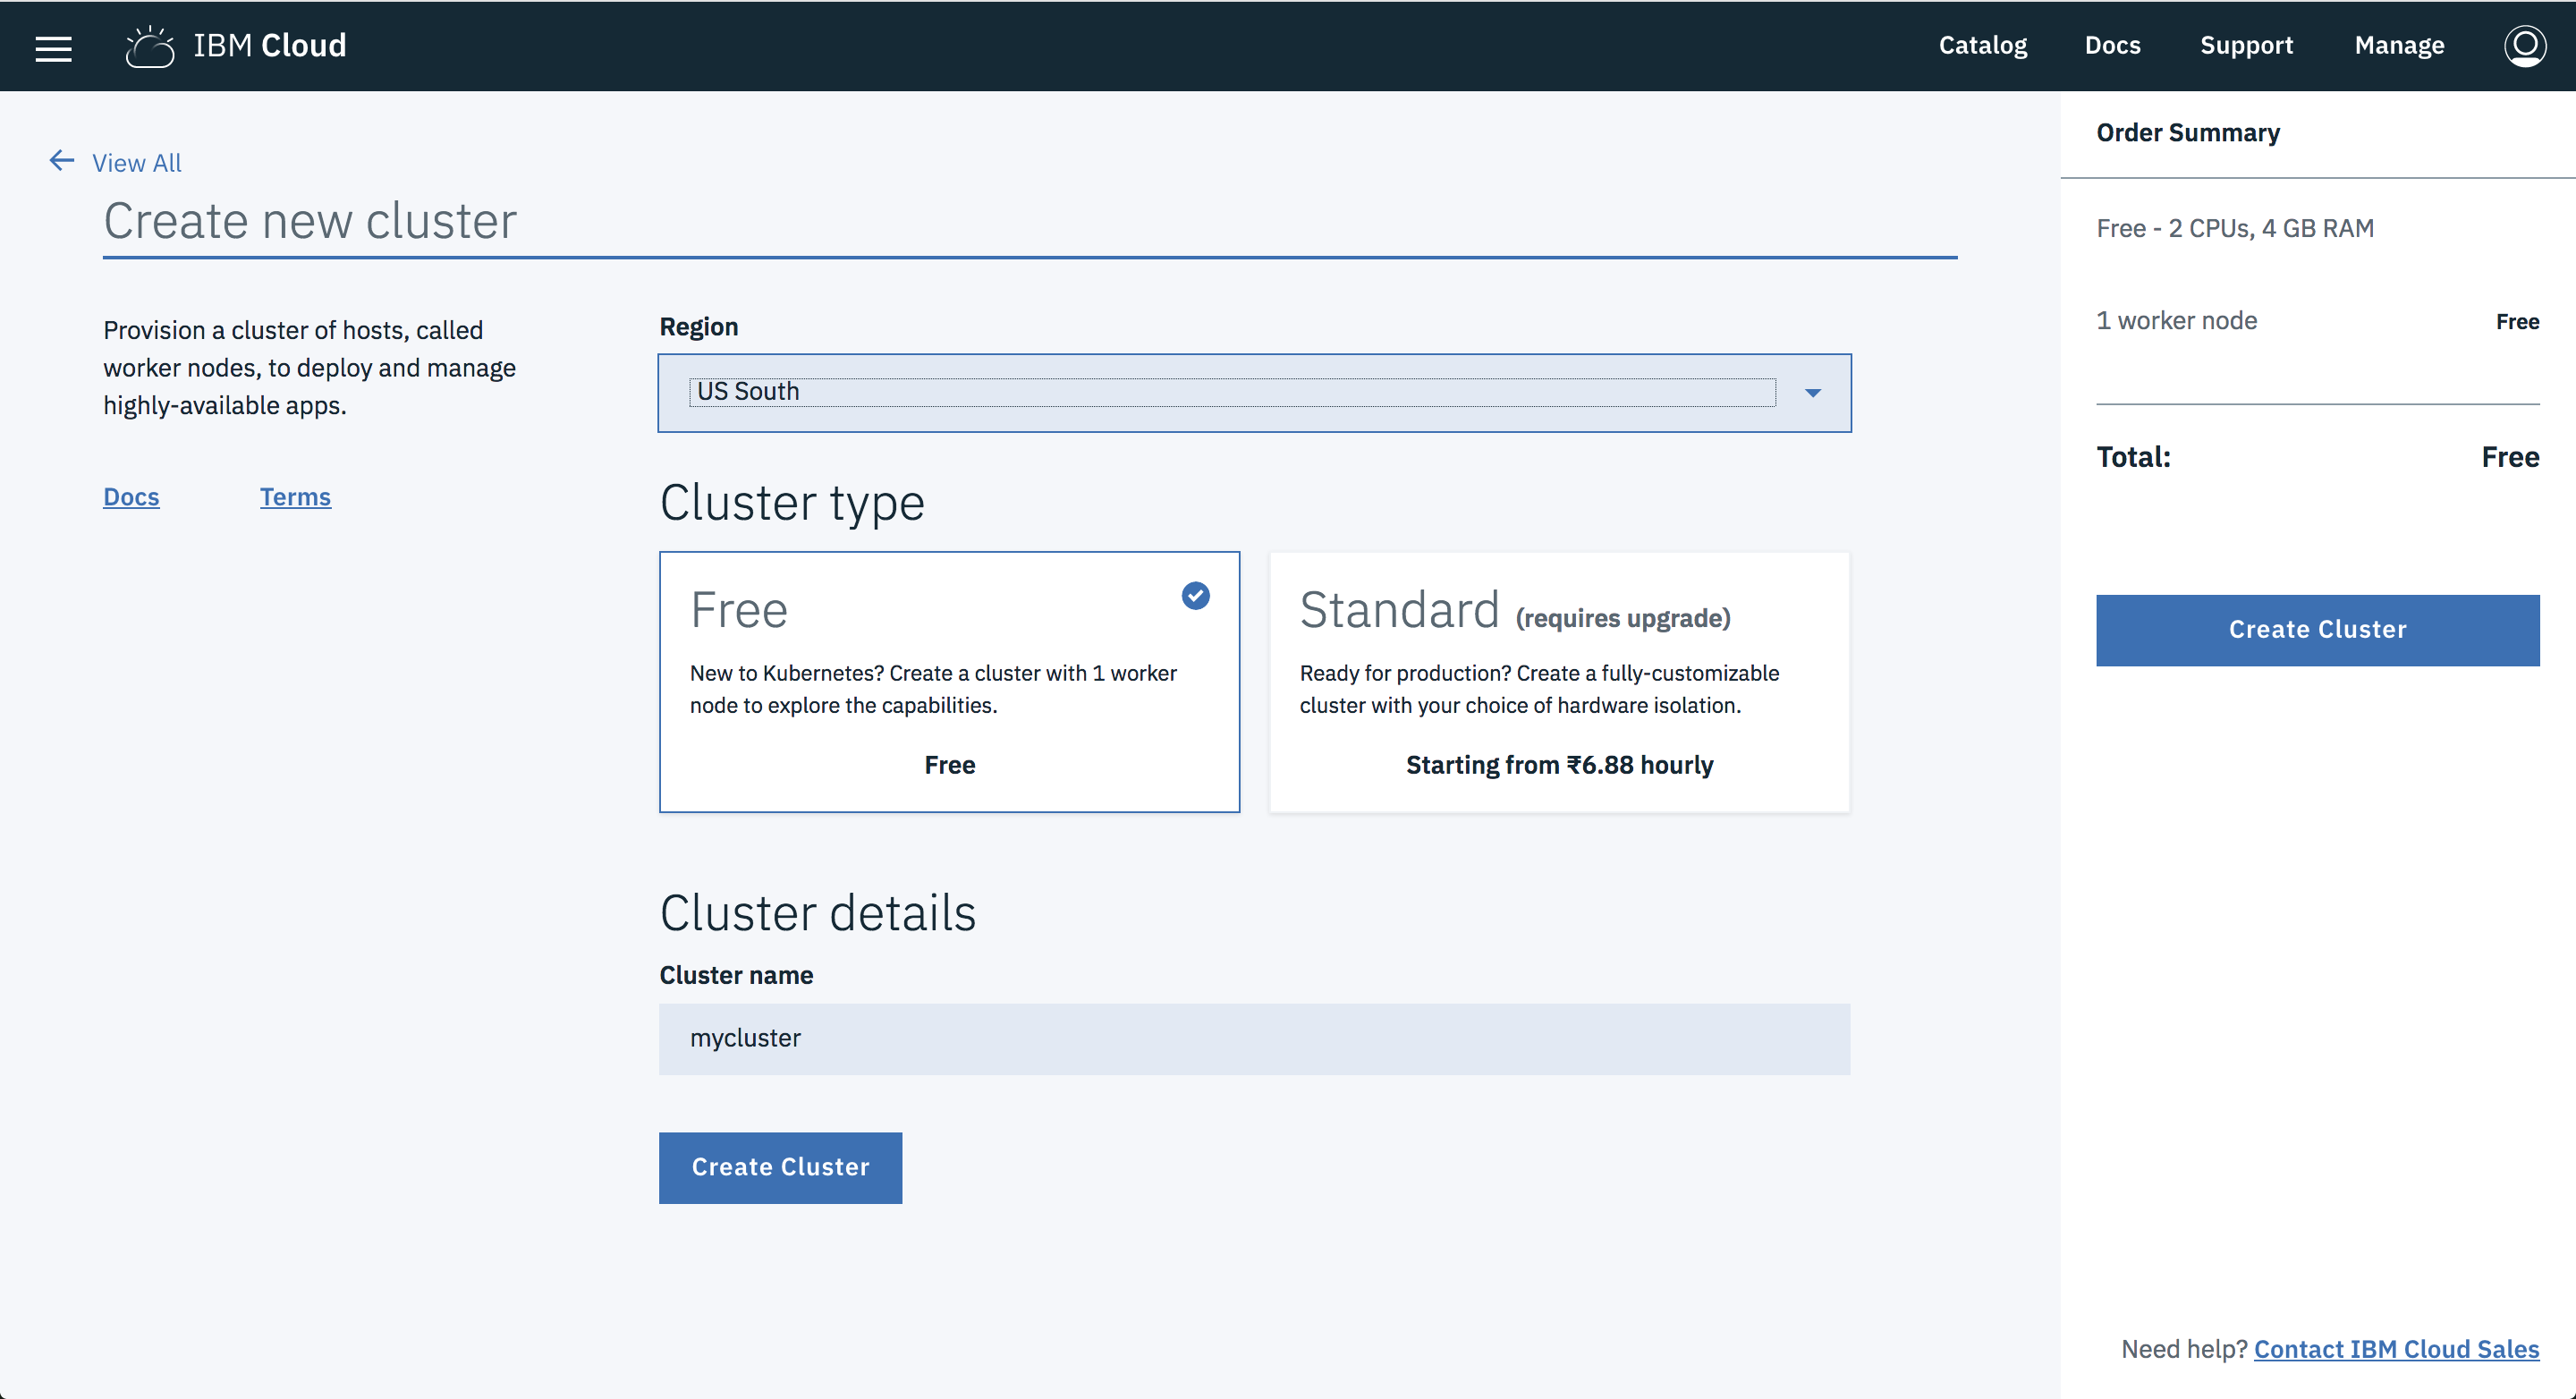 IBM Cloud
Catalog
Docs
Support
Manage
View All
Create new cluster
Provision a cluster of hosts, called
worker nodes, to deploy and manage
highly-available apps.
Docs
Terms
Region
US South
Cluster type
Free
New to Kubernetes? Create a cluster with 1 worker
node to explore the capabilities.
Free
Standard (requires upgrade)
Ready for production? Create a fully-customizable
cluster with your choice of hardware isolation.
Starting from ₹6.88 hourly
Cluster details
Cluster name
mycluster
Create Cluster
Order Summary
Free - 2 CPUs, 4 GB RAM
1 worker node
Free
Total:
Free
Create Cluster
Need help? Contact IBM Cloud Sales